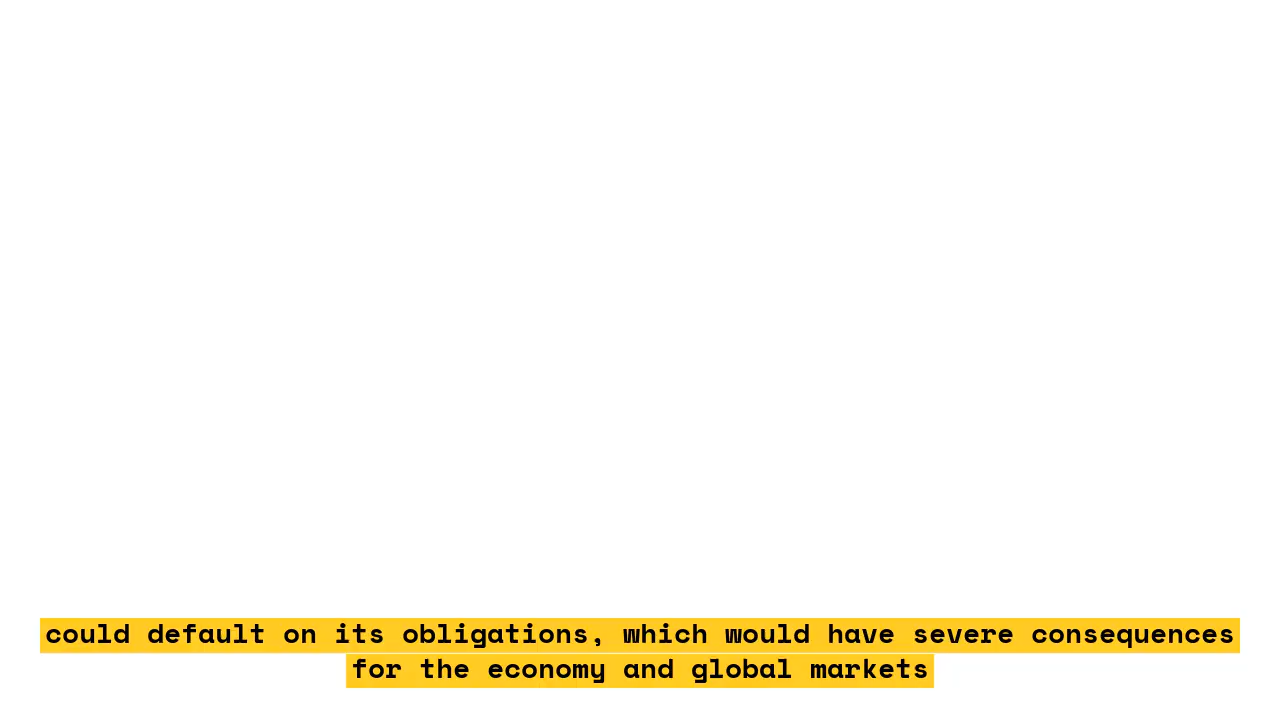 could default on its obligations, which would have severe consequences
for the economy and global markets